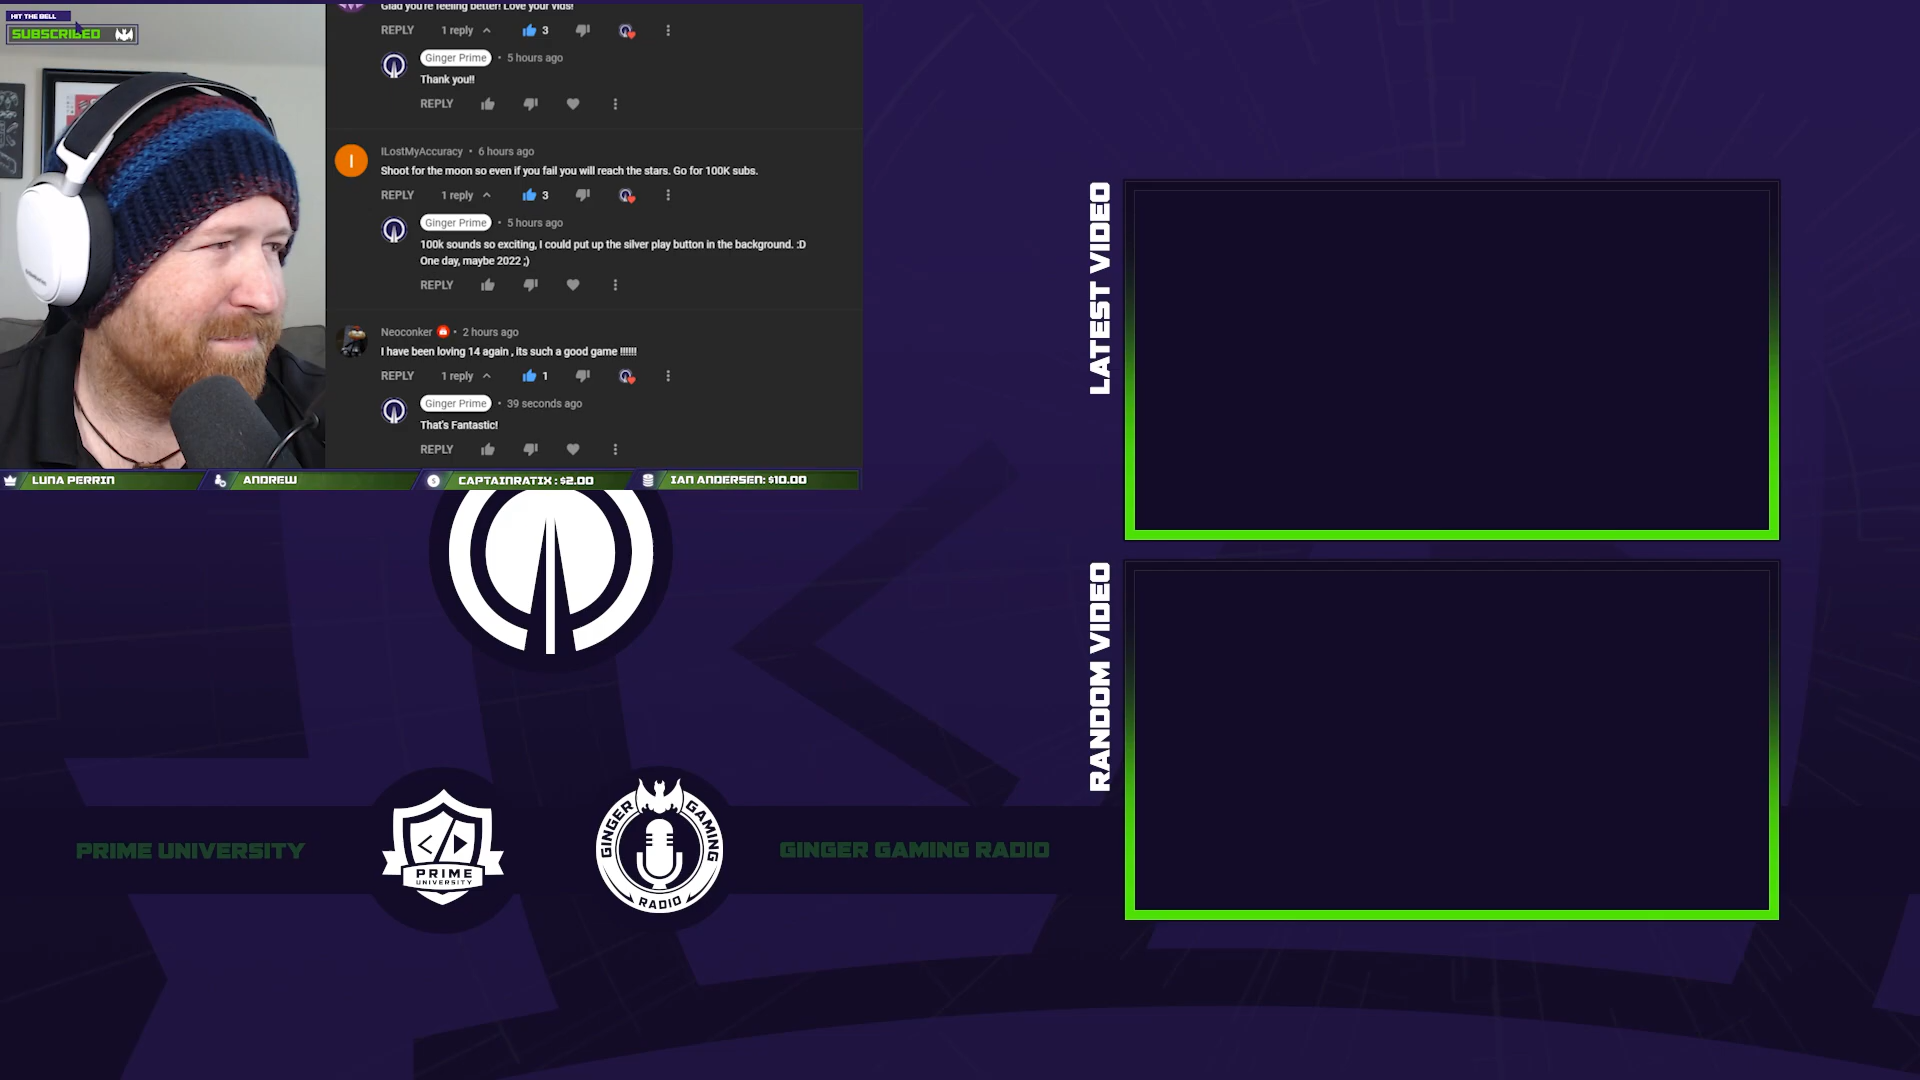 HIT THE BELL
SUBSCRIBED
Glad you're feeling better! Love your vids!
REPLY 1 reply 3
Ginger Prime • 5 hours ago
Thank you!!
REPLY
I
ILostMyAccuracy • 6 hours ago
Shoot for the moon so even if you fail you will reach the stars. Go for 100K subs.
REPLY 1 reply 3
Ginger Prime • 5 hours ago
100k sounds so exciting, I could put up the silver play button in the background. :D
One day, maybe 2022 ;)
REPLY
Neoconker • 2 hours ago
I have been loving 14 again , its such a good game !!!!!!
REPLY 1 reply 1
Ginger Prime • 39 seconds ago
That's Fantastic!
REPLY
LUNA PERRIN
ANDREW
CAPTAINRATIX : $2.00
IAN ANDERSEN: $10.00
LATEST VIDEO
RANDOM VIDEO
PRIME UNIVERSITY
PRIME
UNIVERSITY
GINGER GAMING
RADIO
GINGER GAMING RADIO